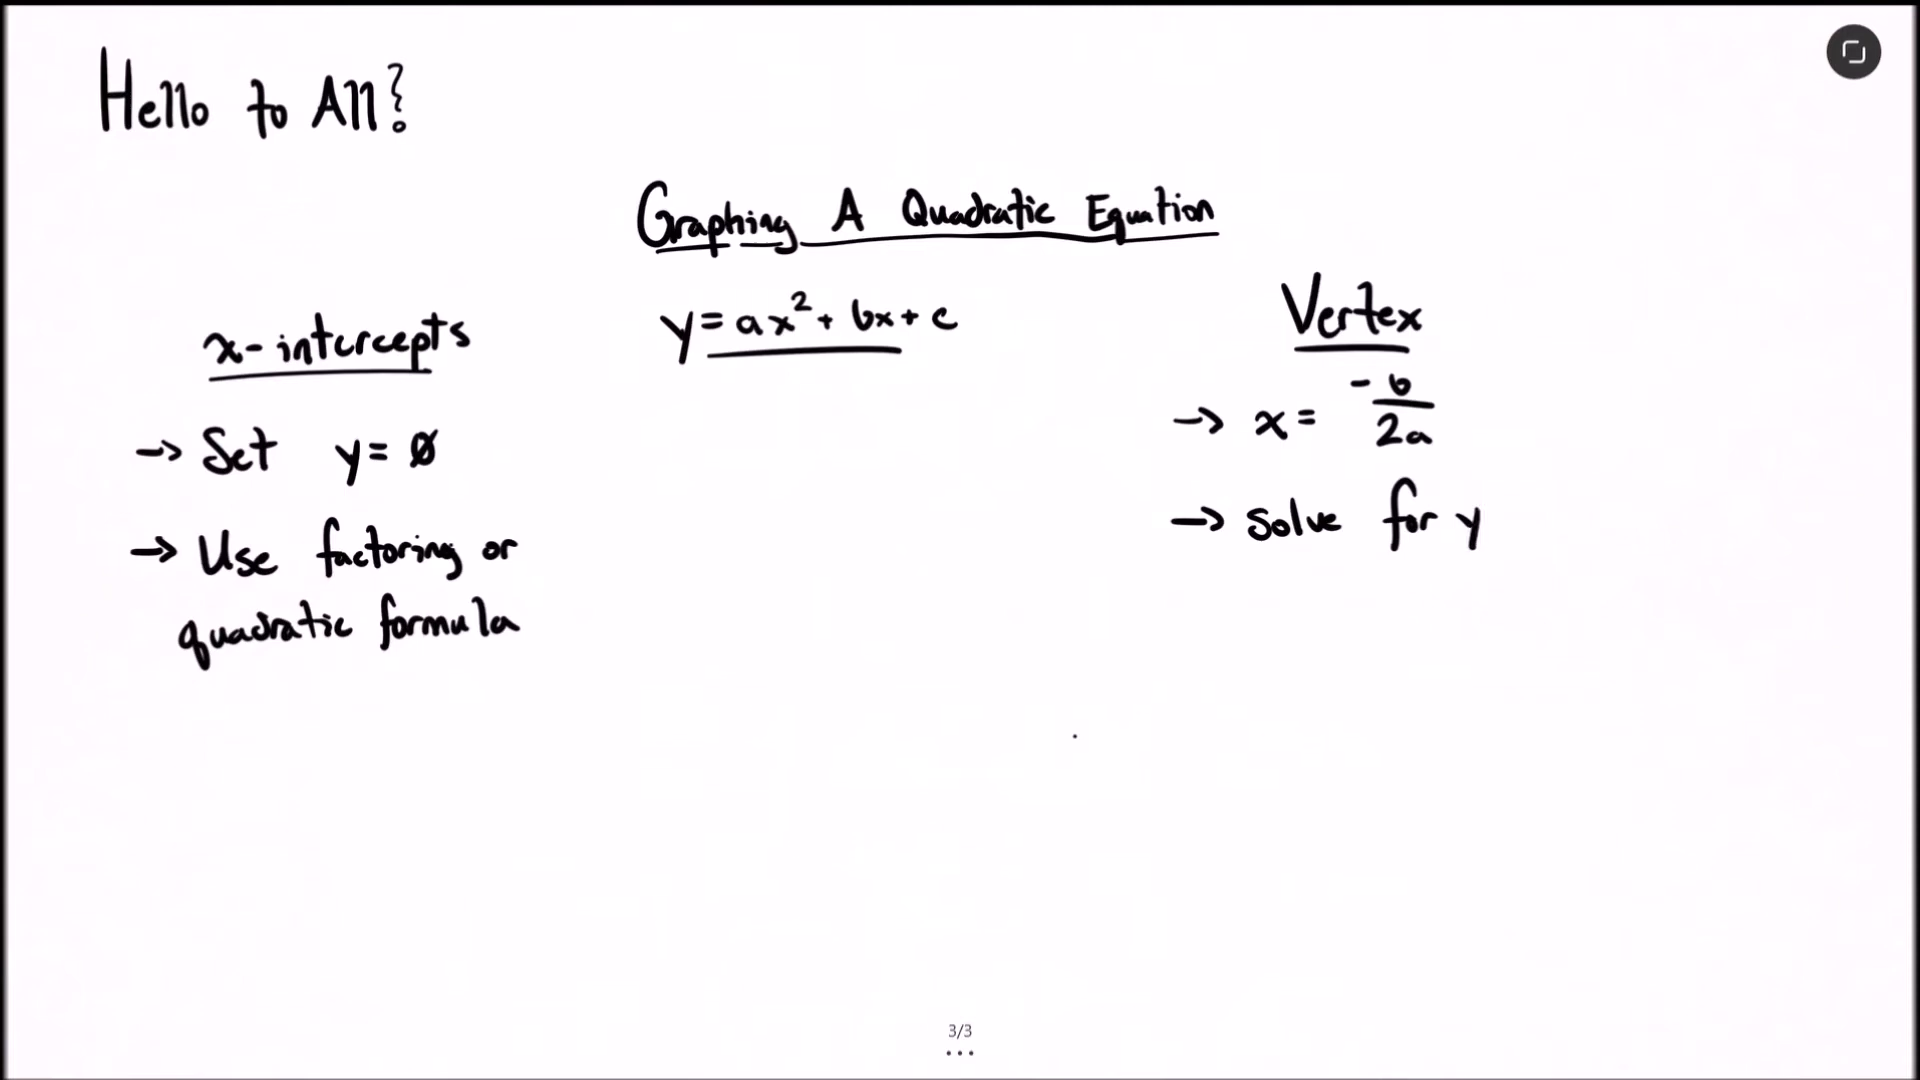 Hello to All?
Graphing A Quadratic Equation
x-intercepts
→ Set y = Ø
→ Use factoring or
quadratic formula
y = ax² + bx + c
Vertex
→ x = -b/2a
→ solve for y
3/3